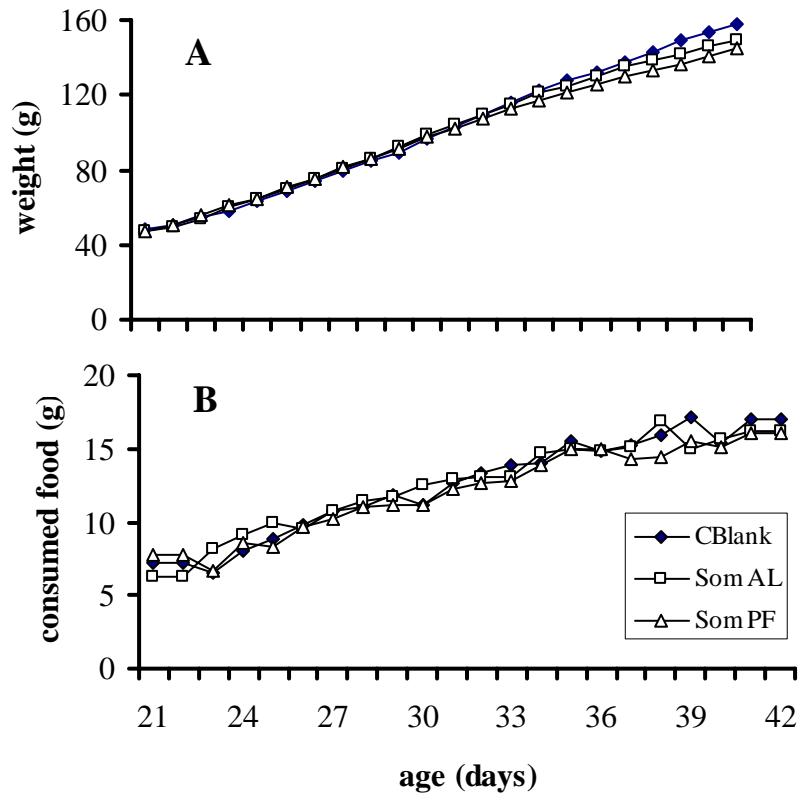 A
160
120
80
40
0
weight (g)
B
20
15
10
5
0
consumed food (g)
CBlank
Som AL
Som PF
21 24 27 30 33 36 39 42
age (days)